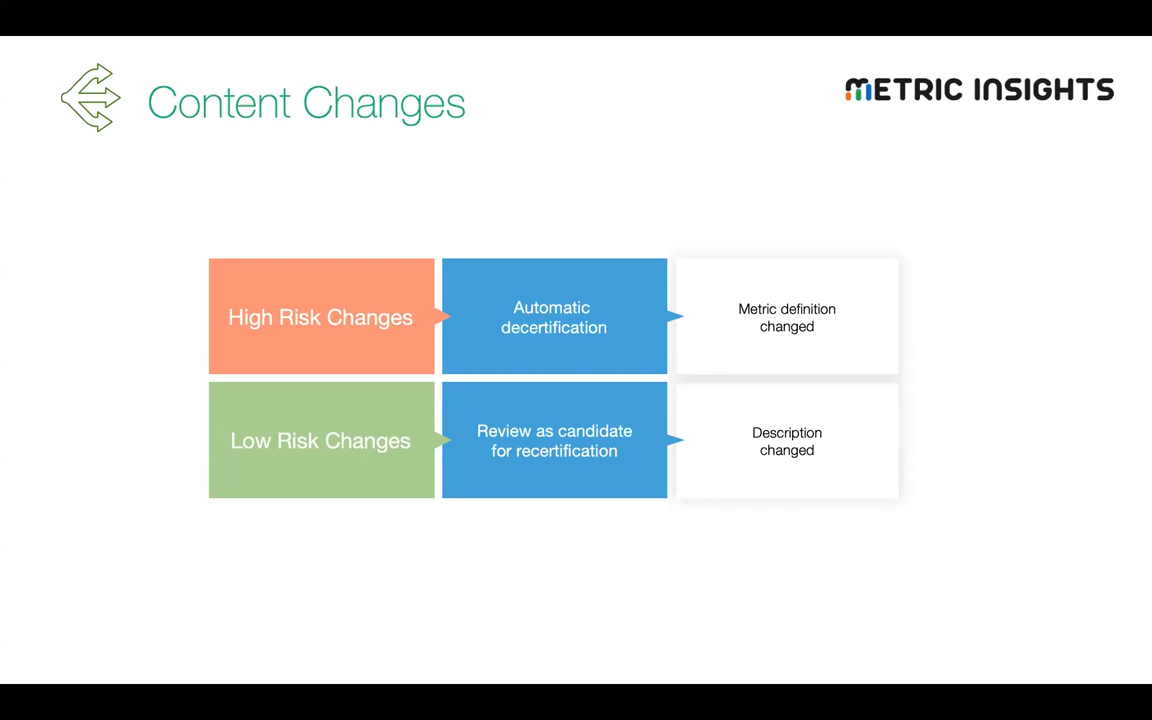 Content Changes
METRIC INSIGHTS
High Risk Changes
Automatic
decertification
Metric definition
changed
Low Risk Changes
Review as candidate
for recertification
Description
changed